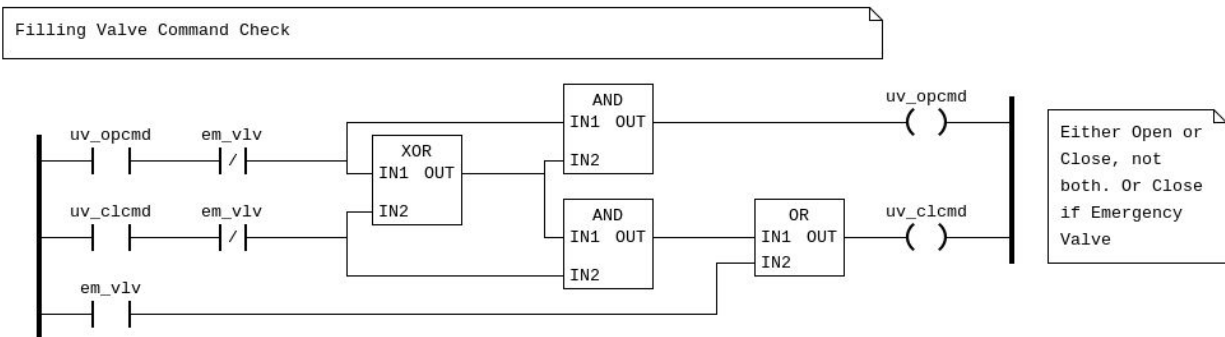 Filling Valve Command Check
AND
uv_opcmd
IN1 OUT
uv_opcmd
em_vlv
/
XOR
IN1 OUT
IN2
IN2
Either Open or
Close, not
both. Or Close
if Emergency
Valve
uv_clcmd
em_vlv
/
AND
IN1 OUT
IN2
OR
IN1 OUT
IN2
uv_clcmd
em_vlv